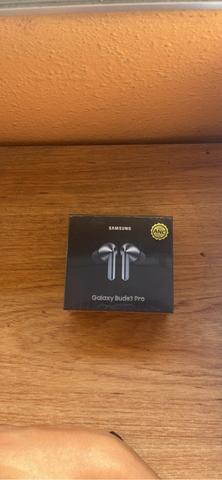 SAMSUNG
ANC
Galaxy Buds3 Pro